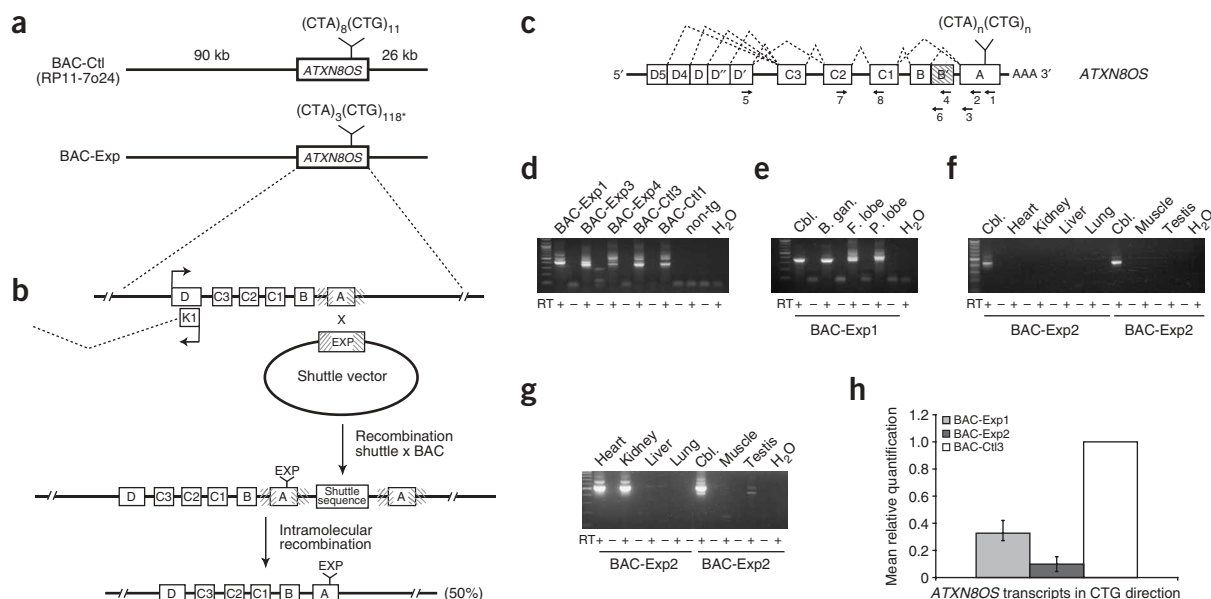 a
(CTA)8(CTG)11
BAC-Ctl
(RP11-7o24)
90 kb
ATXN8OS
26 kb
(CTA)3(CTG)118*
BAC-Exp
ATXN8OS
b
D C3 C2 C1 B A
K1
X
EXP
Shuttle vector
Recombination
shuttle x BAC
EXP
D C3 C2 C1 B A Shuttle sequence A
Intramolecular
recombination
EXP
D C3 C2 C1 B A (50%)
c
(CTA)n(CTG)n
5′ D5 D4 D D″ D′ C3 C2 C1 B B′ A AAA 3′ ATXN8OS
5 7 8 4 2 1
6 3
d
BAC-Exp1 BAC-Exp3 BAC-Exp4 BAC-Ctl3 BAC-Ctl1 non-tg H2O
RT + − + − + − + − + − + − +
e
Cbl. B. gan. F. lobe P. lobe H2O
RT + − + − + − + − +
BAC-Exp1
f
Cbl. Heart Kidney Liver Lung Cbl. Muscle Testis H2O
RT + − + − + − + − + − + − + − + − +
BAC-Exp2 BAC-Exp2
g
Heart Kidney Liver Lung Cbl. Muscle Testis H2O
RT + − + − + − + − + − + − + − +
BAC-Exp2 BAC-Exp2
h
BAC-Exp1
BAC-Exp2
BAC-Ctl3
Mean relative quantification
1.2
1.0
0.8
0.6
0.4
0.2
0
ATXN8OS transcripts in CTG direction